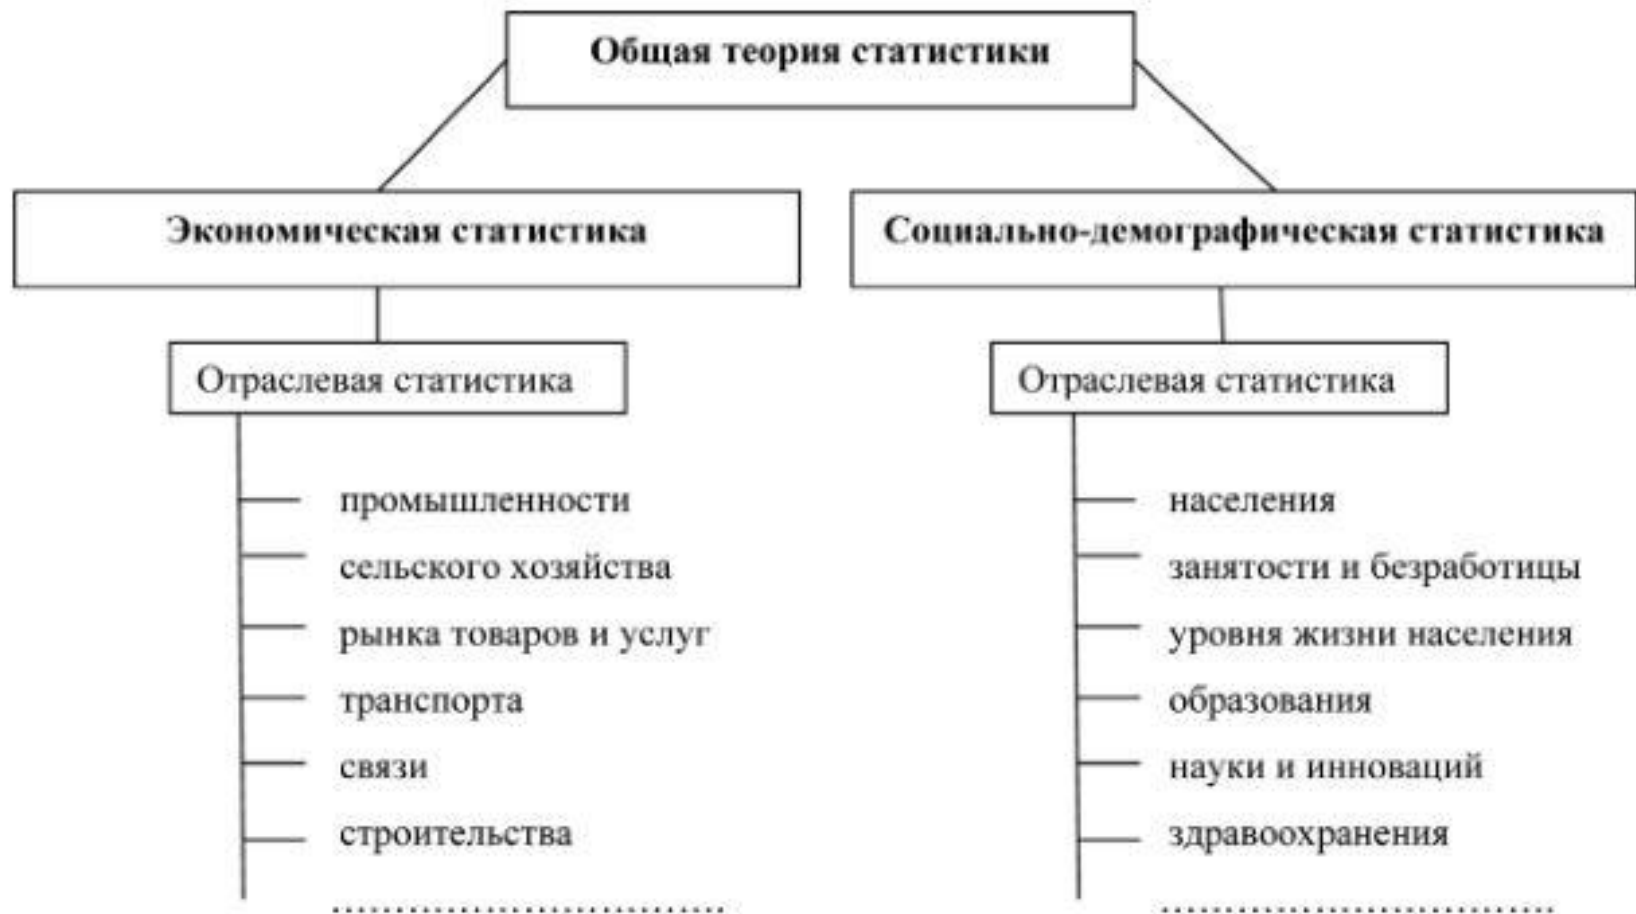 Общая теория статистики
Экономическая статистика
Социально-демографическая статистика
Отраслевая статистика
Отраслевая статистика
промышленности
сельского хозяйства
рынка товаров и услуг
транспорта
связи
строительства
населения
занятости и безработицы
уровня жизни населения
образования
науки и инноваций
здравоохранения